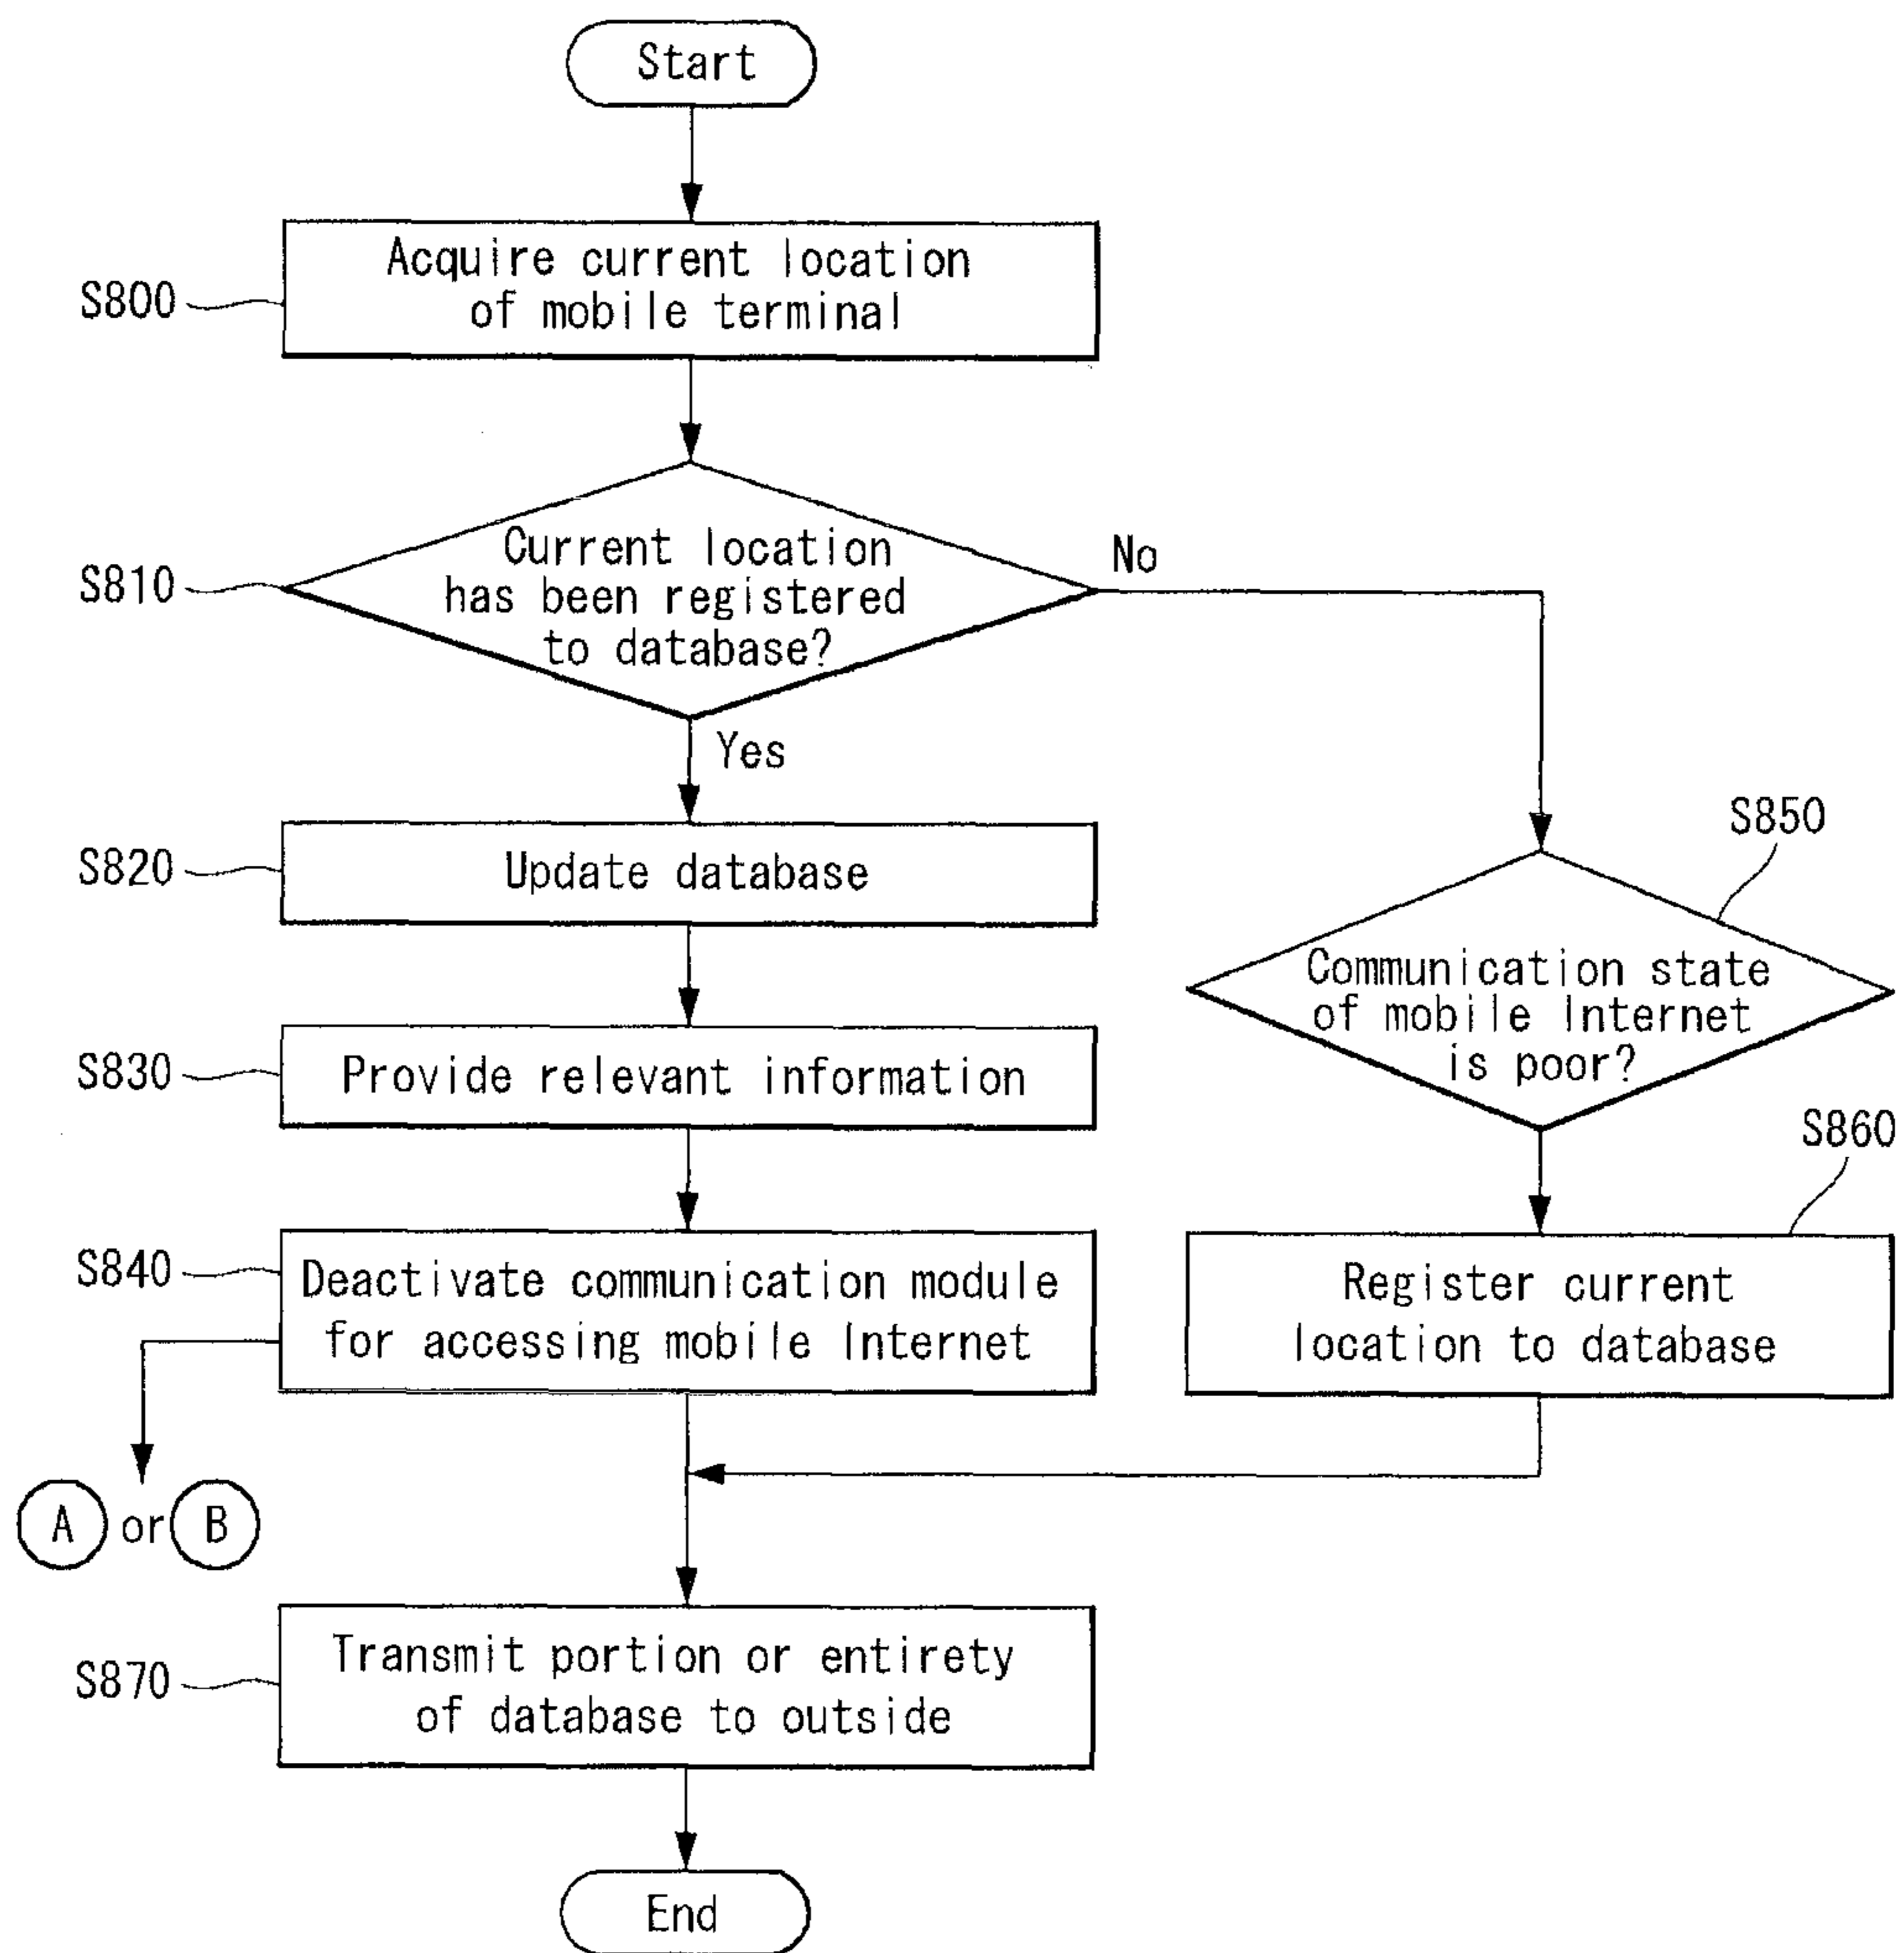 Start
S800
Acquire current location
of mobile terminal
S810
Current location
has been registered
to database?
No
Yes
S820
Update database
S830
Provide relevant information
S840
Deactivate communication module
for accessing mobile Internet
A or B
S850
Communication state
of mobile Internet
is poor?
S860
Register current
location to database
S870
Transmit portion or entirety
of database to outside
End